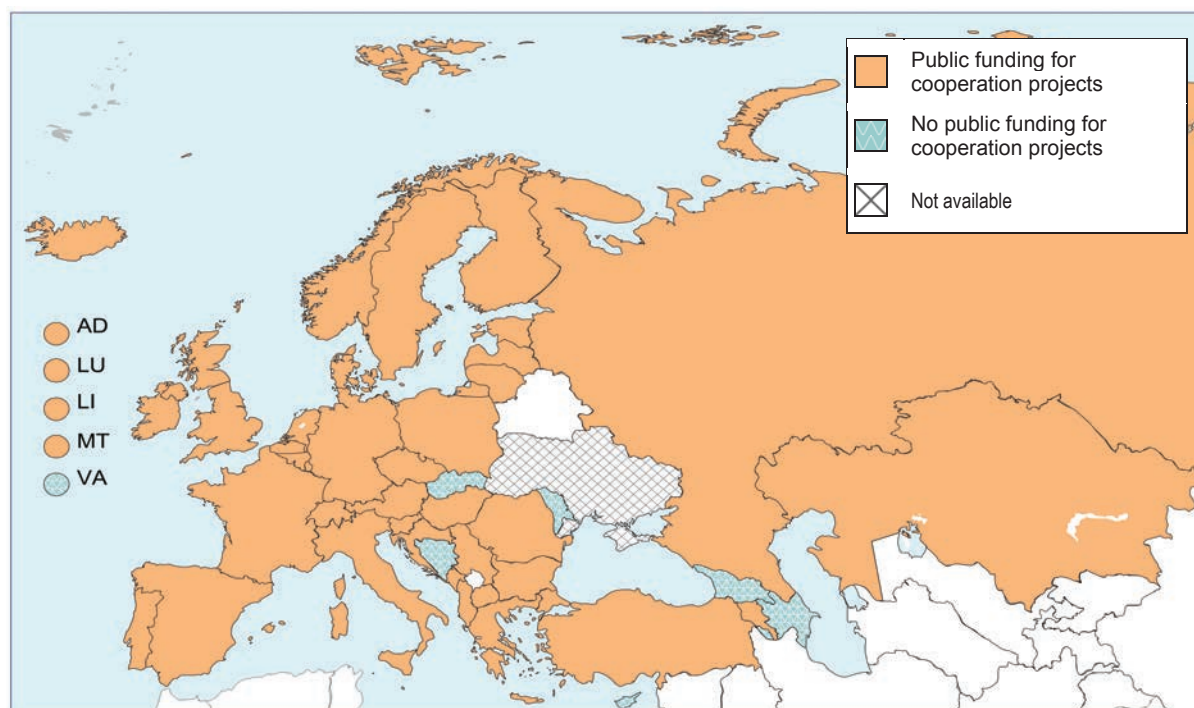 Public funding for
cooperation projects
No public funding for
cooperation projects
Not available
AD
LU
LI
MT
VA